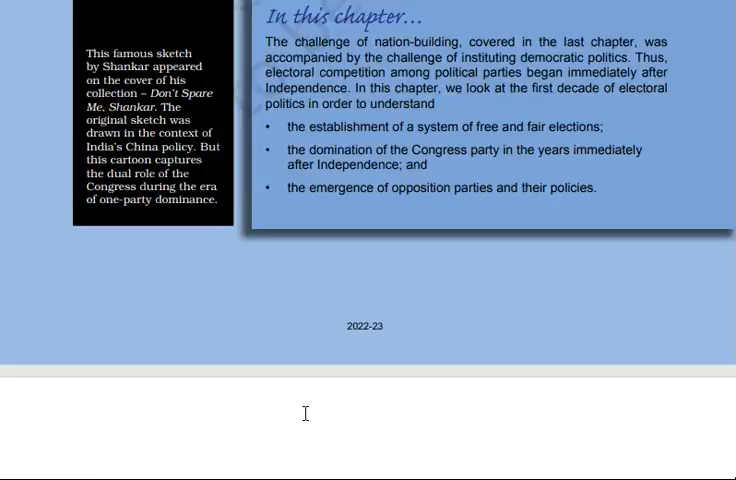 This famous sketch
by Shankar appeared
on the cover of his
collection – Don't Spare
Me, Shankar. The
original sketch was
drawn in the context of
India's China policy. But
this cartoon captures
the dual role of the
Congress during the era
of one-party dominance.
In this chapter...
The challenge of nation-building, covered in the last chapter, was
accompanied by the challenge of instituting democratic politics. Thus,
electoral competition among political parties began immediately after
Independence. In this chapter, we look at the first decade of electoral
politics in order to understand
• the establishment of a system of free and fair elections;
• the domination of the Congress party in the years immediately
after Independence; and
• the emergence of opposition parties and their policies.
2022-23